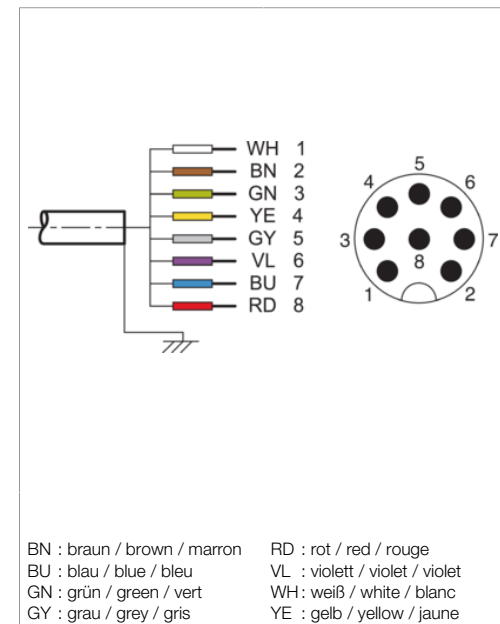 WH 1
BN 2
GN 3
YE 4
GY 5
VL 6
BU 7
RD 8
5
4 6
3 7
8
1 2
BN : braun / brown / marron
BU : blau / blue / bleu
GN : grün / green / vert
GY : grau / grey / gris
RD : rot / red / rouge
VL : violett / violet / violet
WH : weiß / white / blanc
YE : gelb / yellow / jaune